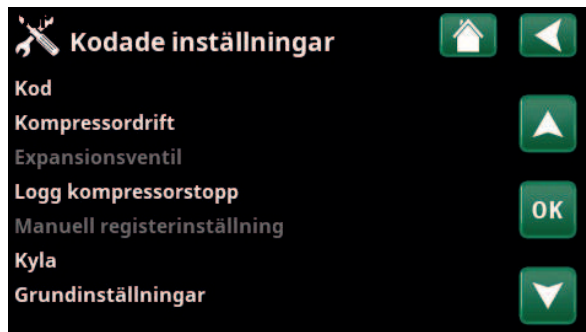 Kodade inställningar
Kod
Kompressordrift
Expansionsventil
Logg kompressorstopp
OK
Manuell registerinställning
Kyla
Grundinställningar